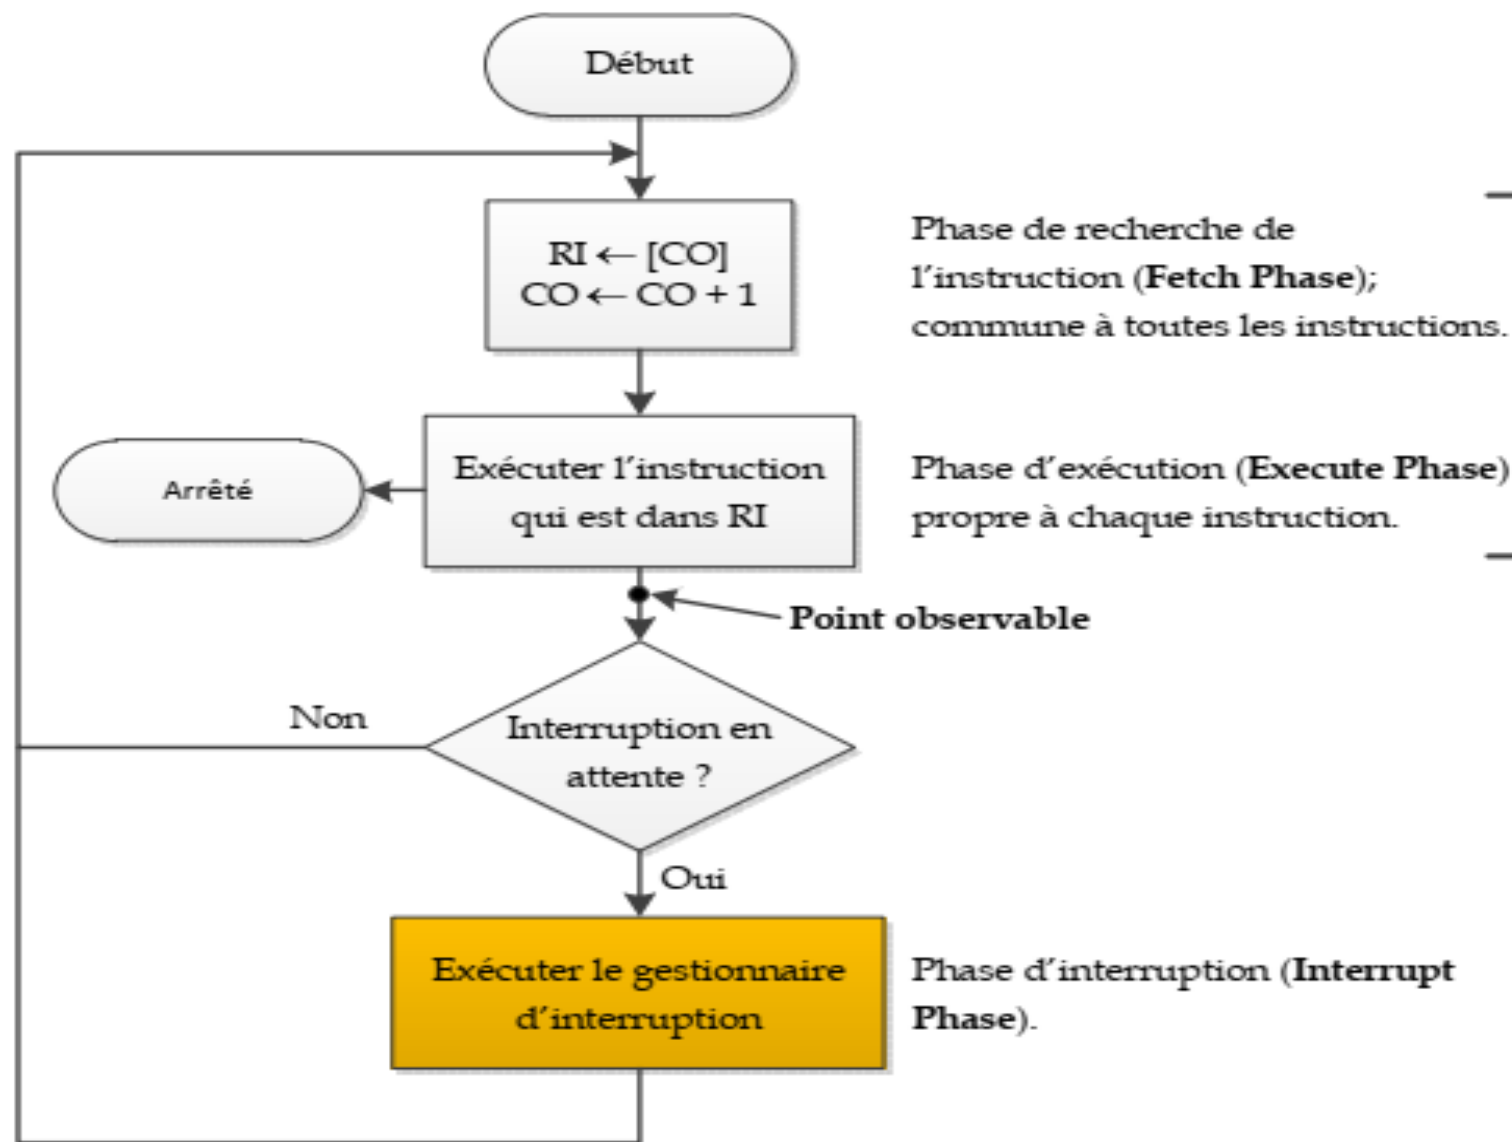 Début
RI ← [CO]
CO ← CO + 1
Phase de recherche de
l'instruction (Fetch Phase);
commune à toutes les instructions.
Arrêté
Exécuter l'instruction
qui est dans RI
Phase d'exécution (Execute Phase)
propre à chaque instruction.
Point observable
Non
Interruption en
attente ?
Oui
Exécuter le gestionnaire
d'interruption
Phase d'interruption (Interrupt
Phase).